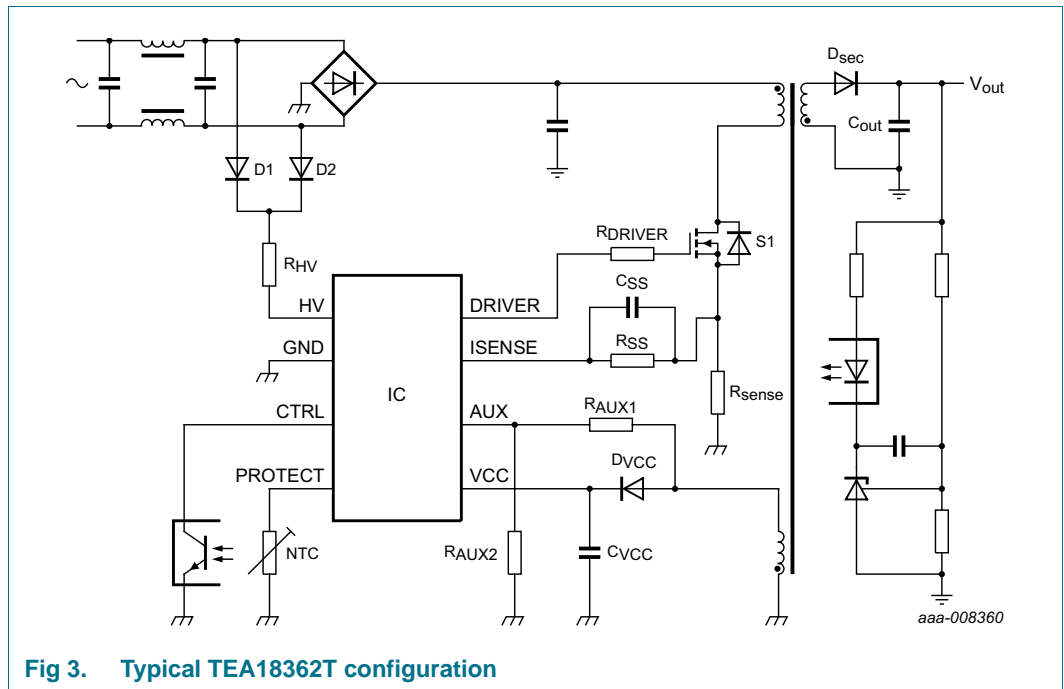 D_sec
V_out
C_out
D1 D2
R_DRIVER
S1
R_HV
C_SS
HV DRIVER
R_SS
GND ISENSE
IC
R_sense
CTRL AUX R_AUX1
PROTECT VCC D_VCC
NTC R_AUX2 C_VCC
aaa-008360
Fig 3. Typical TEA18362T configuration